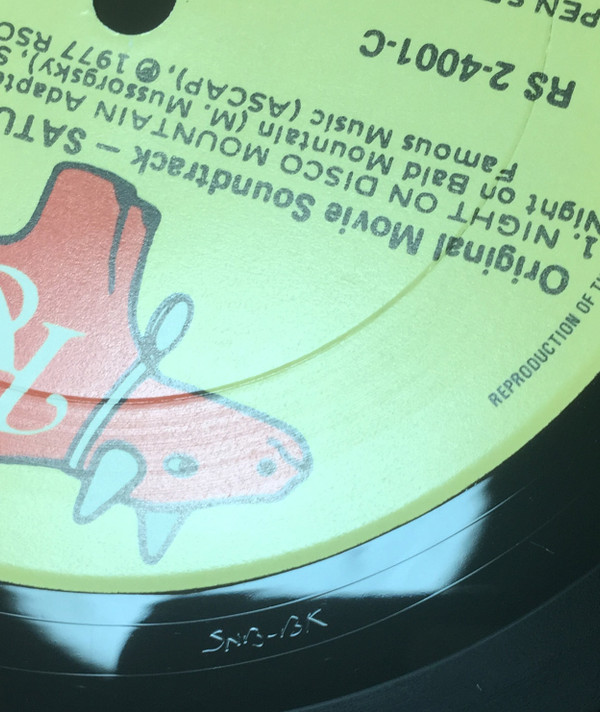 Original Movie Soundtrack — SATU
1. NIGHT ON DISCO MOUNTAIN Adapte
Night on Bald Mountain (M. Mussorgsky), S
Famous Music (ASCAP), ℗ 1977 RSO
RS 2-4001-C
REPRODUCTION OF
SNB-BK